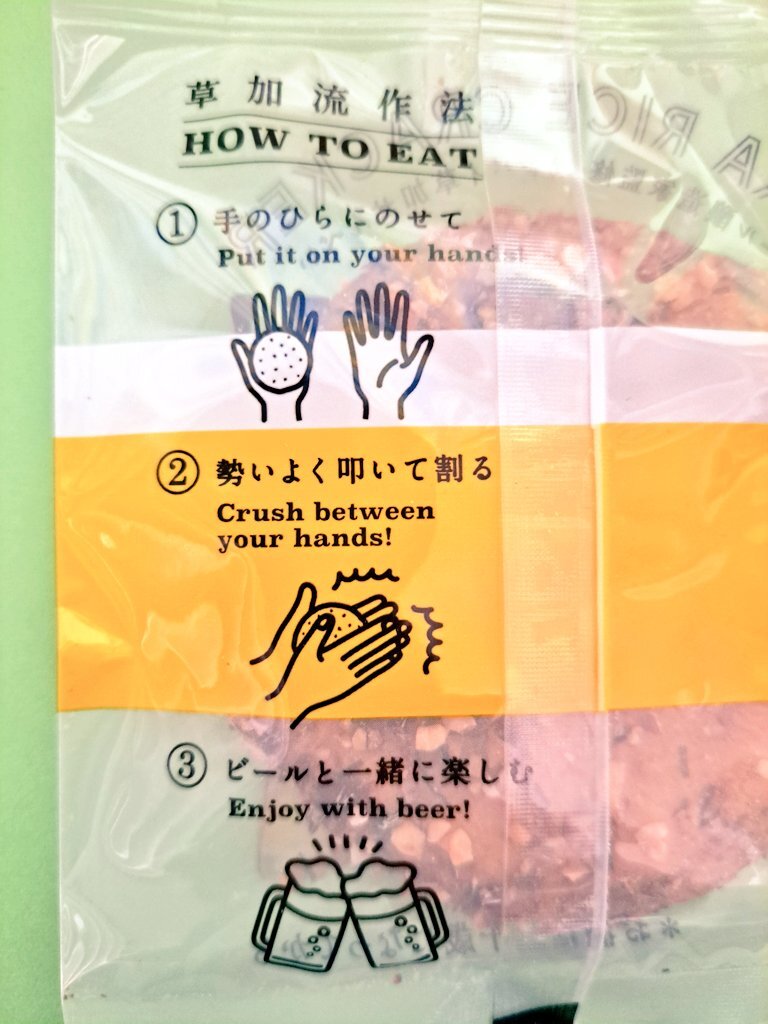 草加流作法
HOW TO EAT
① 手のひらにのせて
Put it on your hands!
② 勢いよく叩いて割る
Crush between
your hands!
③ ビールと一緒に楽しむ
Enjoy with beer!